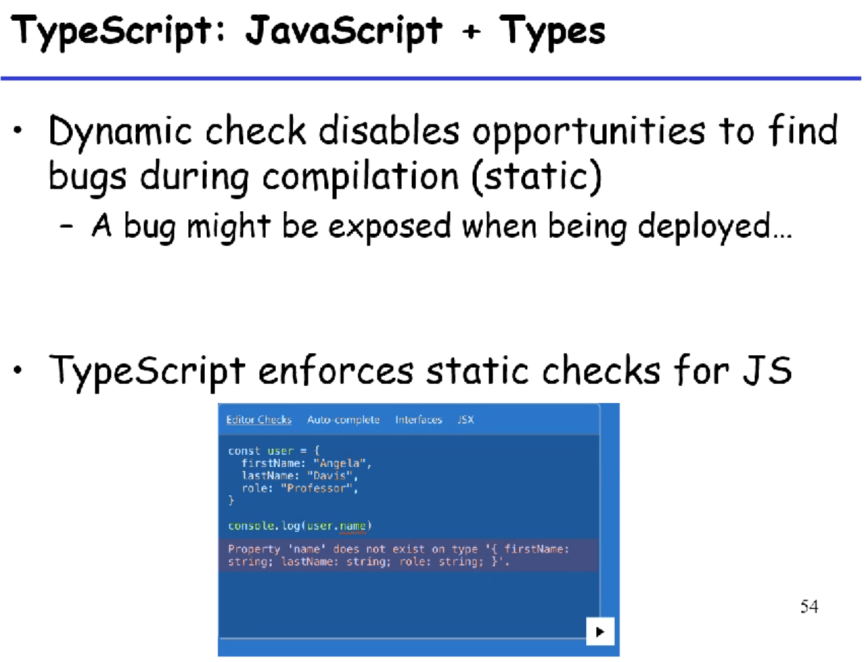 TypeScript: JavaScript + Types
• Dynamic check disables opportunities to find
bugs during compilation (static)
– A bug might be exposed when being deployed…
• TypeScript enforces static checks for JS
Editor Checks Auto-complete Interfaces JSX
const user = {
firstName: "Angela",
lastName: "Davis",
role: "Professor",
}
console.log(user.name)
Property 'name' does not exist on type '{ firstName:
string; lastName: string; role: string; }'.
54